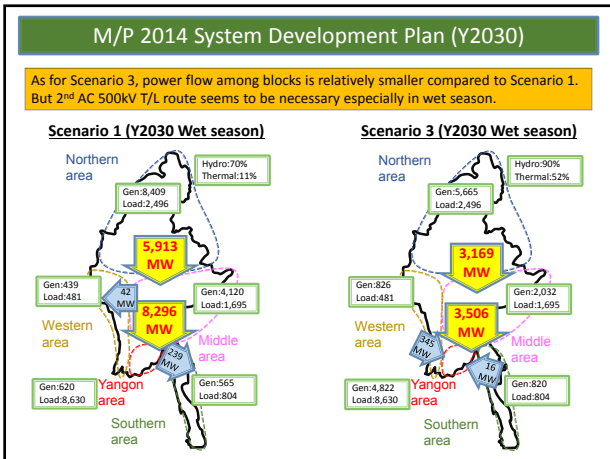 M/P 2014 System Development Plan (Y2030)
As for Scenario 3, power flow among blocks is relatively smaller compared to Scenario 1.
But 2nd AC 500kV T/L route seems to be necessary especially in wet season.
Scenario 1 (Y2030 Wet season)
Northern
area
Hydro:70%
Thermal:11%
Gen:8,409
Load:2,496
5,913
MW
Gen:439
Load:481
42
MW
Gen:4,120
Load:1,695
8,296
MW
Western
area
Middle
area
239
MW
Gen:620
Load:8,630
Yangon
area
Gen:565
Load:804
Southern
area
Scenario 3 (Y2030 Wet season)
Northern
area
Hydro:90%
Thermal:52%
Gen:5,665
Load:2,496
3,169
MW
Gen:826
Load:481
Gen:2,032
Load:1,695
3,506
MW
Western
area
Middle
area
345
MW
16
MW
Gen:4,822
Load:8,630
Yangon
area
Gen:820
Load:804
Southern
area